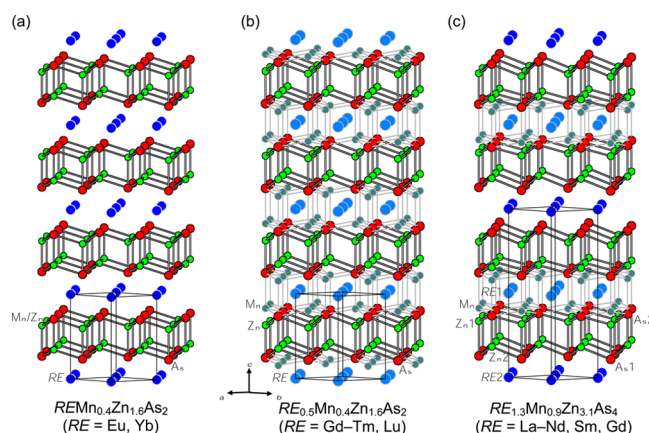 (a)
(b)
(c)
Mn/Zn
RE
As
Mn
Zn
RE
As
c
a
b
RE1
Mn
Zn1
Zn2
RE2
As2
As1
REMn0.4Zn1.6As2
(RE = Eu, Yb)
RE0.5Mn0.4Zn1.6As2
(RE = Gd–Tm, Lu)
RE1.3Mn0.9Zn3.1As4
(RE = La–Nd, Sm, Gd)